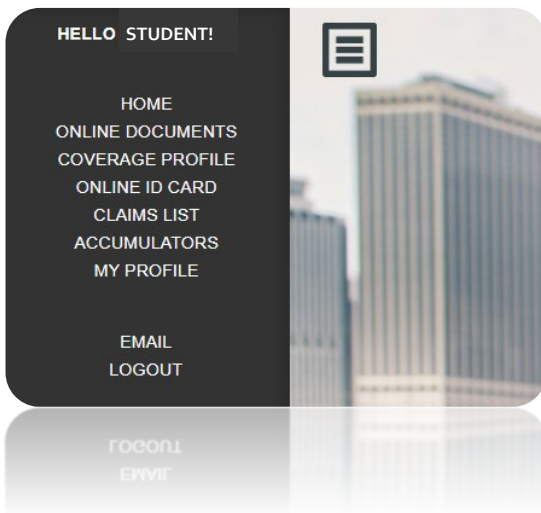 HELLO STUDENT!
HOME
ONLINE DOCUMENTS
COVERAGE PROFILE
ONLINE ID CARD
CLAIMS LIST
ACCUMULATORS
MY PROFILE
EMAIL
LOGOUT